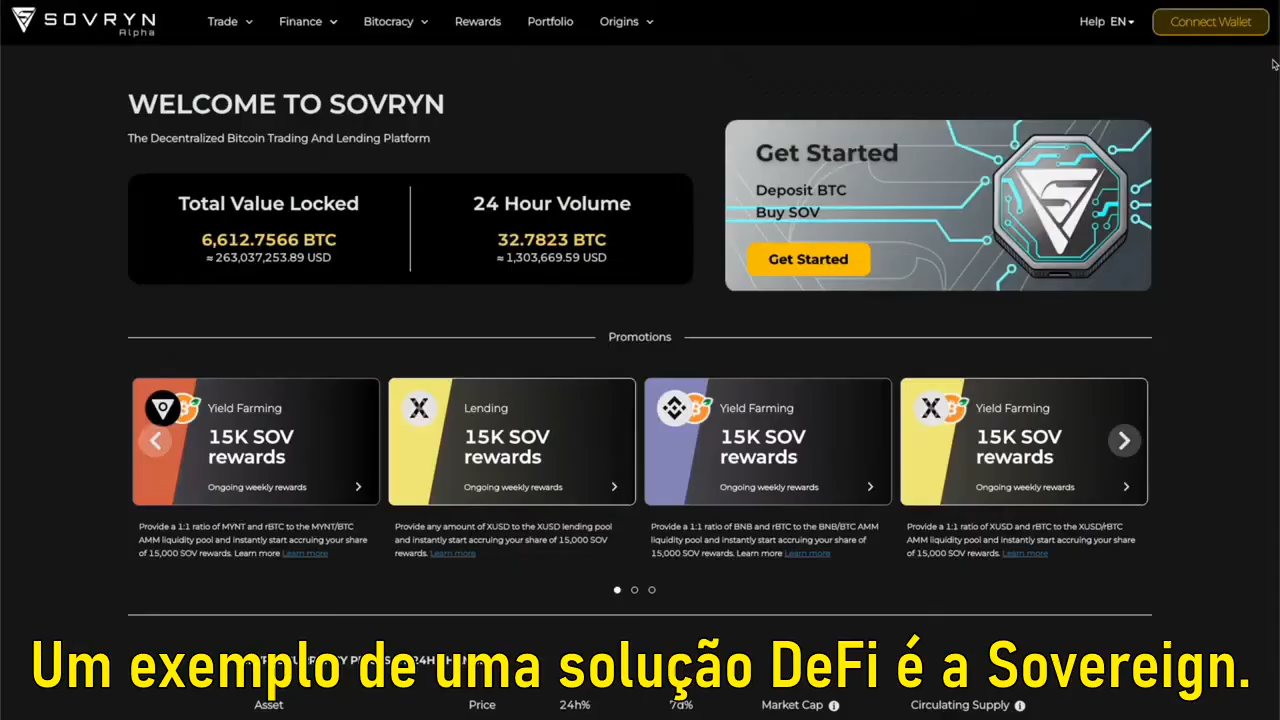 SOVRYN
Alpha
Trade Finance Bitocracy Rewards Portfolio Origins Help EN Connect Wallet
WELCOME TO SOVRYN
The Decentralized Bitcoin Trading And Lending Platform
Total Value Locked
6,612.7566 BTC
≈ 263,037,253.89 USD
24 Hour Volume
32.7823 BTC
≈ 1,303,669.59 USD
Get Started
Deposit BTC
Buy SOV
Get Started
Promotions
Yield Farming
15K SOV
rewards
Ongoing weekly rewards
Provide a 1:1 ratio of MYNT and rBTC to the MYNT/BTC
AMM liquidity pool and instantly start accruing your share
of 15,000 SOV rewards. Learn more Learn more
Lending
15K SOV
rewards
Ongoing weekly rewards
Provide any amount of XUSD to the XUSD lending pool
and instantly start accruing your share of 15,000 SOV
rewards. Learn more
Yield Farming
15K SOV
rewards
Ongoing weekly rewards
Provide a 1:1 ratio of BNB and rBTC to the BNB/BTC AMM
liquidity pool and instantly start accruing your share of
15,000 SOV rewards. Learn more Learn more
Yield Farming
15K SOV
rewards
Ongoing weekly rewards
Provide a 1:1 ratio of XUSD and rBTC to the XUSD/rBTC
AMM liquidity pool and instantly start accruing your share
of 15,000 SOV rewards. Learn more
Um exemplo de uma solução DeFi é a Sovereign.
Asset Price 24h% 7d% Market Cap Circulating Supply